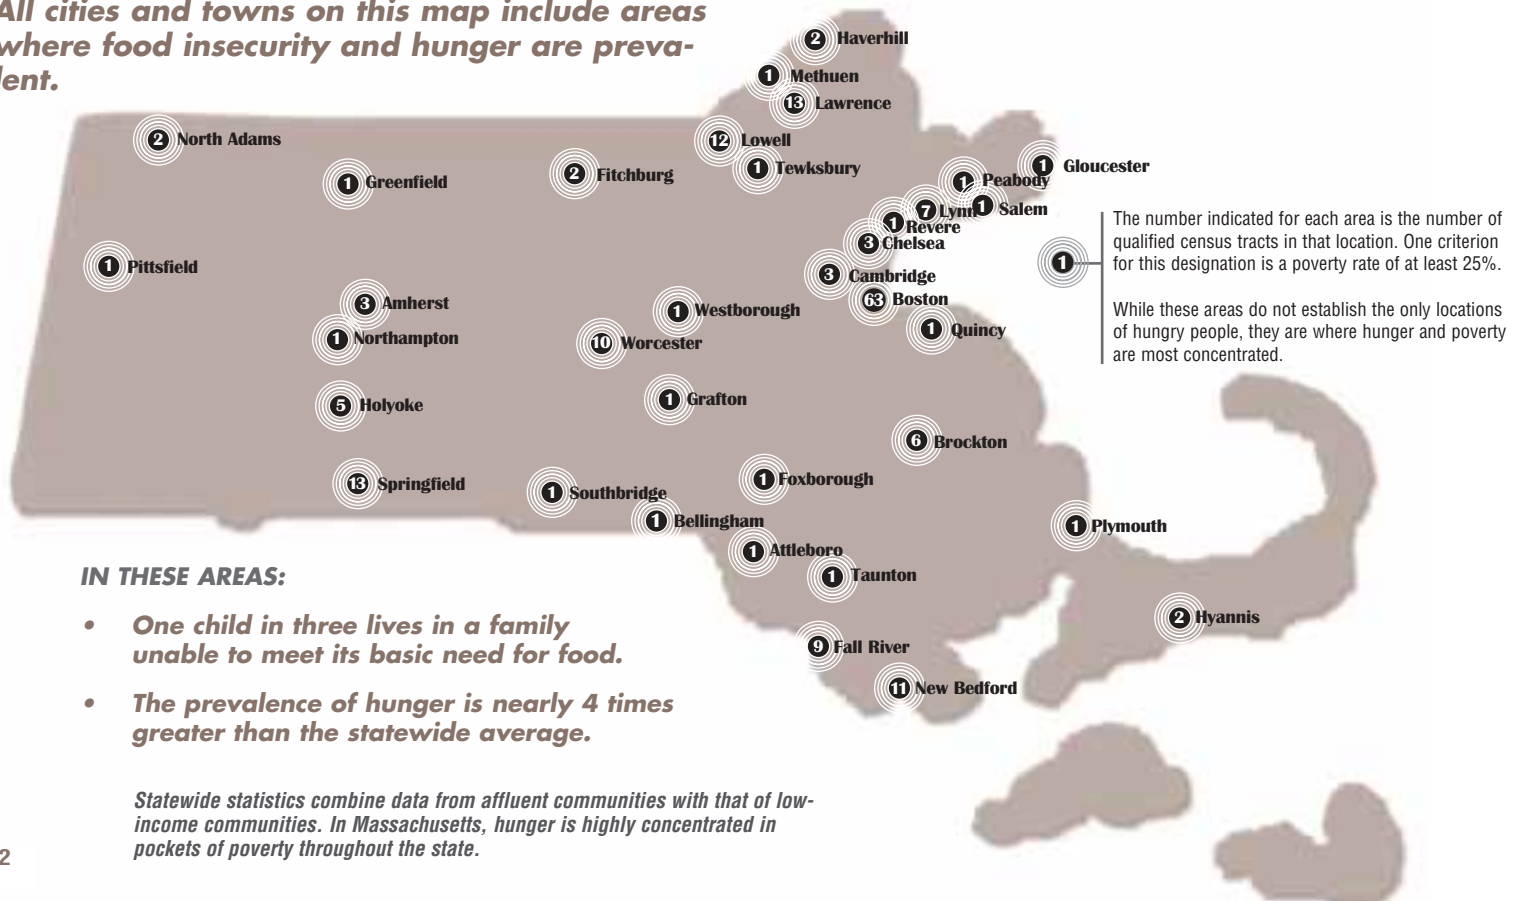 All cities and towns on this map include areas
where food insecurity and hunger are preva-
lent.
2 Haverhill
1 Methuen
13 Lawrence
2 North Adams
12 Lowell
1 Tewksbury
1 Gloucester
2 Fitchburg
1 Greenfield
1 Peabody
1 Salem
7 Lynn
1 Revere
3 Chelsea
The number indicated for each area is the number of
qualified census tracts in that location. One criterion
for this designation is a poverty rate of at least 25%.
1
While these areas do not establish the only locations
of hungry people, they are where hunger and poverty
are most concentrated.
1 Pittsfield
3 Cambridge
63 Boston
3 Amherst
1 Westborough
1 Quincy
1 Northampton
10 Worcester
1 Grafton
5 Holyoke
6 Brockton
1 Foxborough
13 Springfield
1 Southbridge
1 Bellingham
1 Plymouth
1 Attleboro
1 Taunton
2 Hyannis
9 Fall River
11 New Bedford
IN THESE AREAS:
• One child in three lives in a family
unable to meet its basic need for food.
• The prevalence of hunger is nearly 4 times
greater than the statewide average.
Statewide statistics combine data from affluent communities with that of low-
income communities. In Massachusetts, hunger is highly concentrated in
pockets of poverty throughout the state.
2